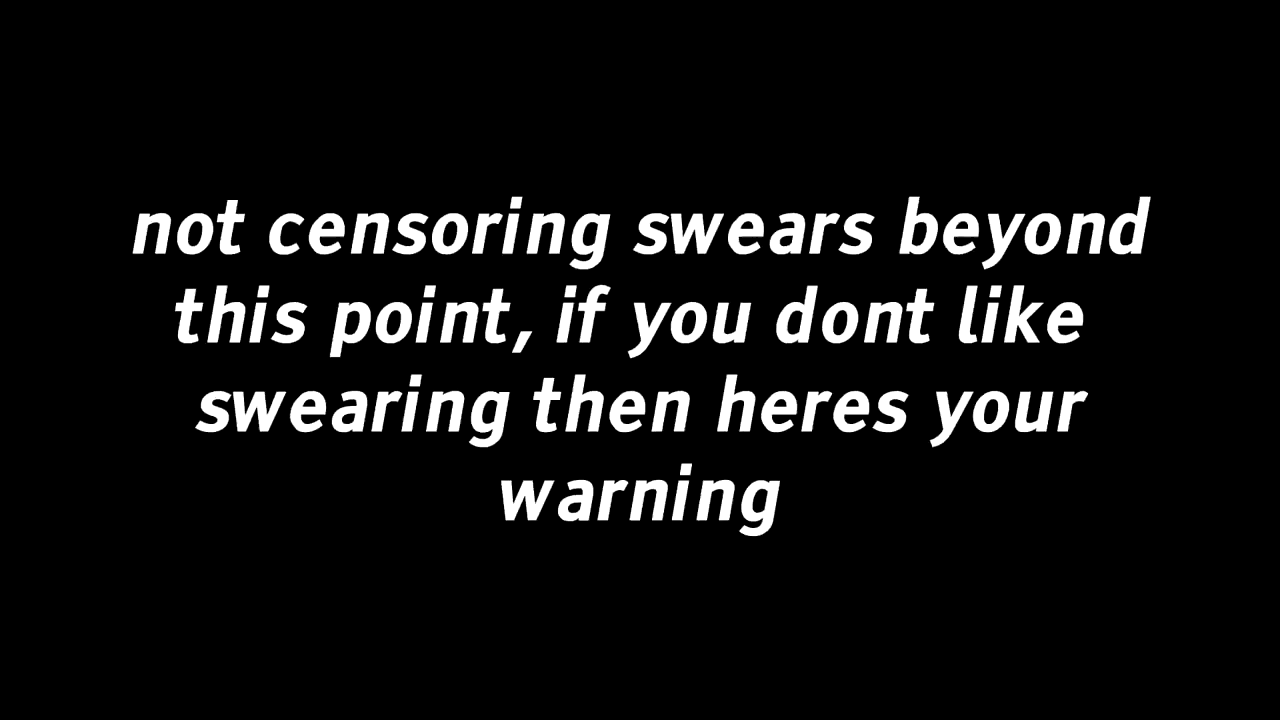 not censoring swears beyond
this point, if you dont like
swearing then heres your
warning